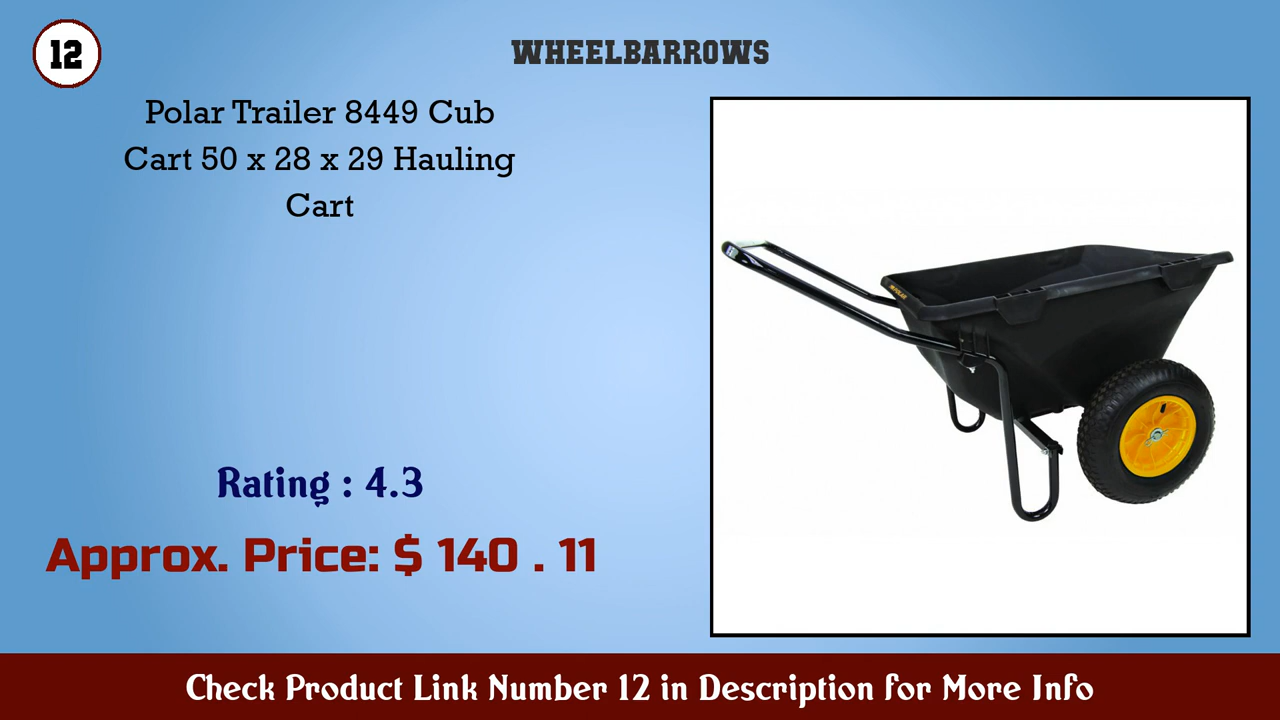 12
WHEELBARROWS
Polar Trailer 8449 Cub
Cart 50 x 28 x 29 Hauling
Cart
POLAR
Rating : 4.3
Approx. Price: $ 140 . 11
Check Product Link Number 12 in Description for More Info